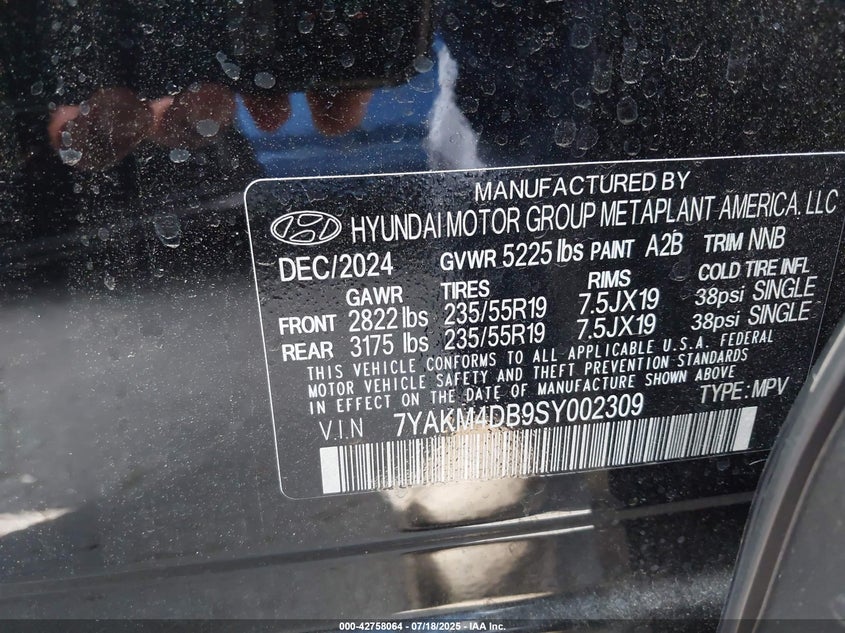 MANUFACTURED BY
HYUNDAI MOTOR GROUP METAPLANT AMERICA, LLC
DEC/2024 GVWR 5225 lbs PAINT A2B TRIM NNB
GAWR TIRES RIMS COLD TIRE INFL
FRONT 2822 lbs 235/55R19 7.5JX19 38psi SINGLE
REAR 3175 lbs 235/55R19 7.5JX19 38psi SINGLE
THIS VEHICLE CONFORMS TO ALL APPLICABLE U.S.A. FEDERAL
MOTOR VEHICLE SAFETY AND THEFT PREVENTION STANDARDS
IN EFFECT ON THE DATE OF MANUFACTURE SHOWN ABOVE
V.I.N 7YAKM4DB9SY002309 TYPE: MPV
000-42758064 - 07/18/2025 - IAA Inc.